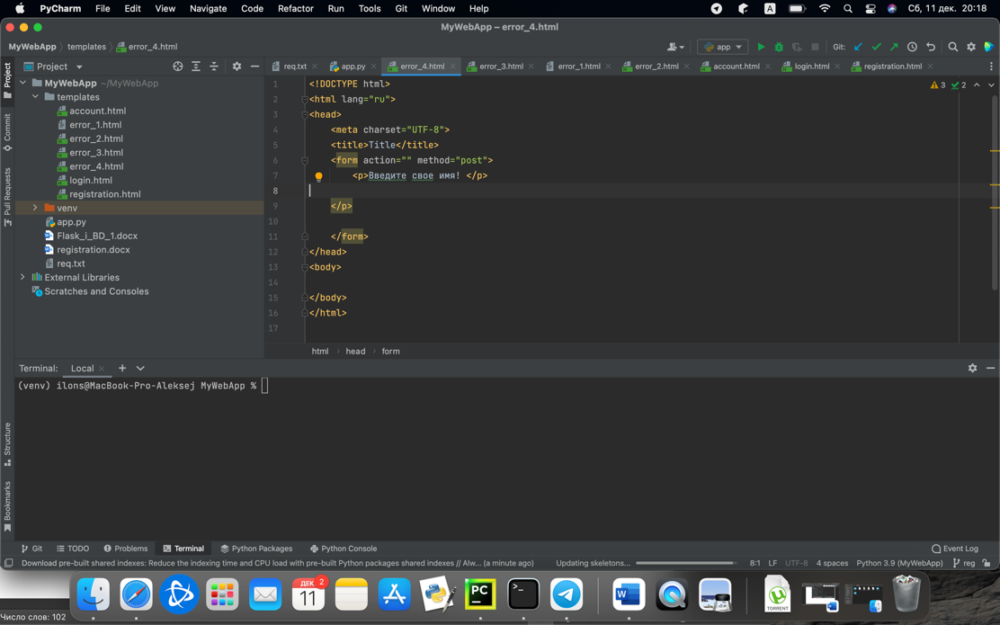 PyCharm File Edit View Navigate Code Refactor Run Tools Git Window Help A Сб, 11 дек. 20:18
MyWebApp – error_4.html
MyWebApp templates error_4.html app Git:
Project req.txt app.py error_4.html error_3.html error_1.html error_2.html account.html login.html registration.html
MyWebApp ~/MyWebApp
templates
account.html
error_1.html
error_2.html
error_3.html
error_4.html
login.html
registration.html
venv
app.py
Flask_i_BD_1.docx
registration.docx
req.txt
External Libraries
Scratches and Consoles
Project
Commit
Pull Requests
Structure
Bookmarks
3 2
1 <!DOCTYPE html>
2 <html lang="ru">
3 <head>
4 <meta charset="UTF-8">
5 <title>Title</title>
6 <form action="" method="post">
7 <p>Введите свое имя! </p>
8
9 </p>
10
11 </form>
12 </head>
13 <body>
14
15 </body>
16 </html>
17
html head form
Terminal: Local
(venv) ilons@MacBook-Pro-Aleksej MyWebApp %
Git TODO Problems Terminal Python Packages Python Console Event Log
Download pre-built shared indexes: Reduce the indexing time and CPU load with pre-built Python packages shared indexes // Alw... (a minute ago) Updating skeletons... 8:1 LF UTF-8 4 spaces Python 3.9 (MyWebApp) reg
ДЕК. 2
11
PC
W
TORRENT
Число слов: 102